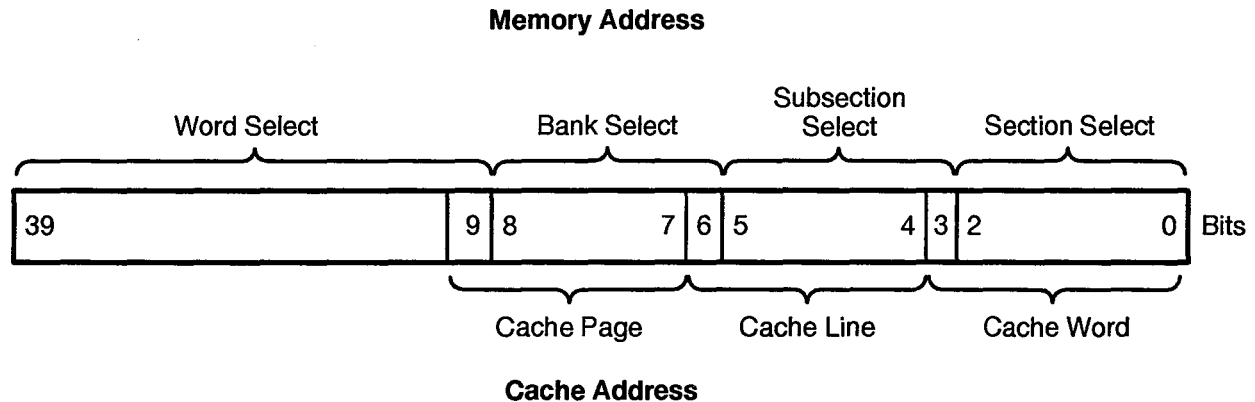 Memory Address
Word Select
Bank Select
Subsection
Select
Section Select
39 9 8 7 6 5 4 3 2 0 Bits
Cache Page
Cache Line
Cache Word
Cache Address